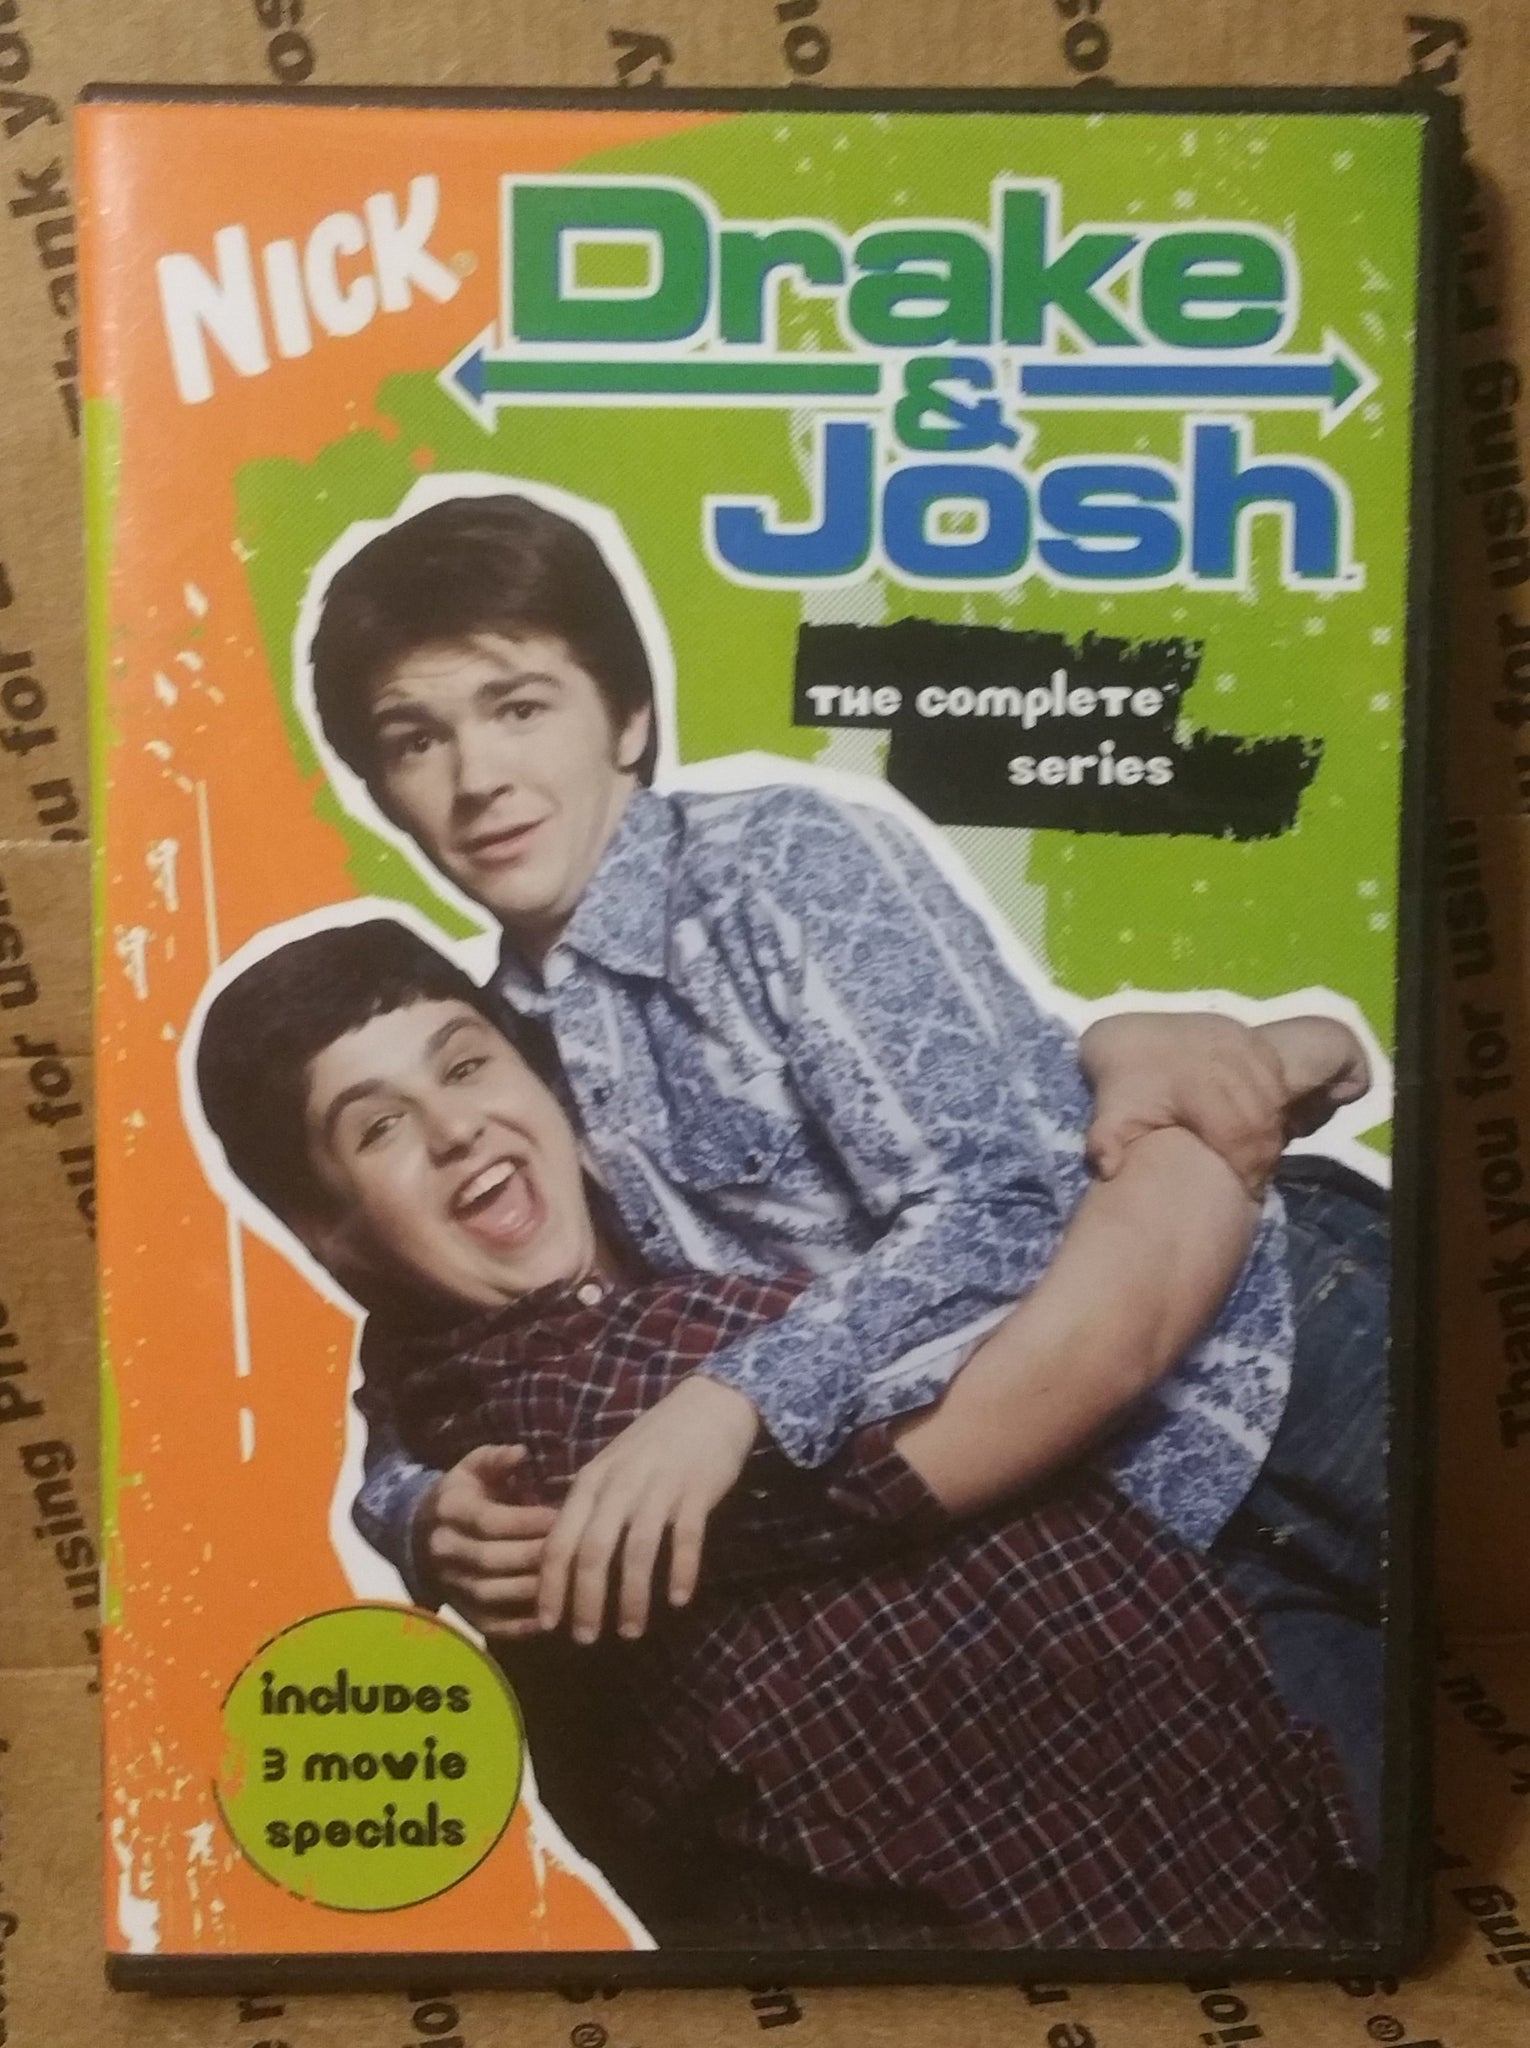 NICK
Drake
&
Josh
THE COMPLETE
series
incluDes
3 movie
specials